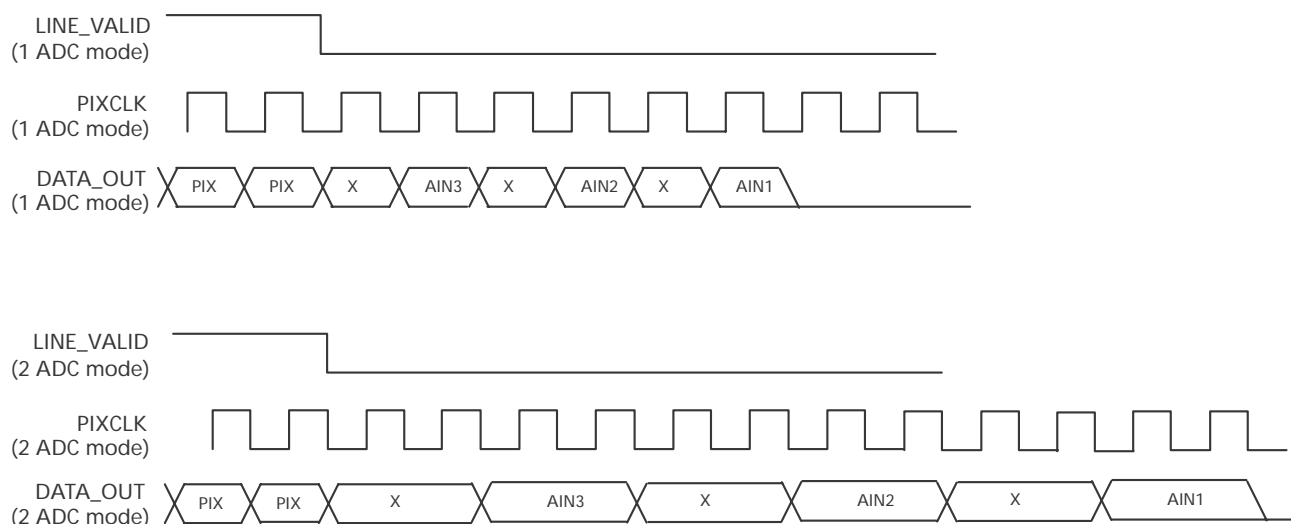 LINE_VALID
(1 ADC mode)
PIXCLK
(1 ADC mode)
DATA_OUT
(1 ADC mode)
PIX PIX X AIN3 X AIN2 X AIN1
LINE_VALID
(2 ADC mode)
PIXCLK
(2 ADC mode)
DATA_OUT
(2 ADC mode)
PIX PIX X AIN3 X AIN2 X AIN1